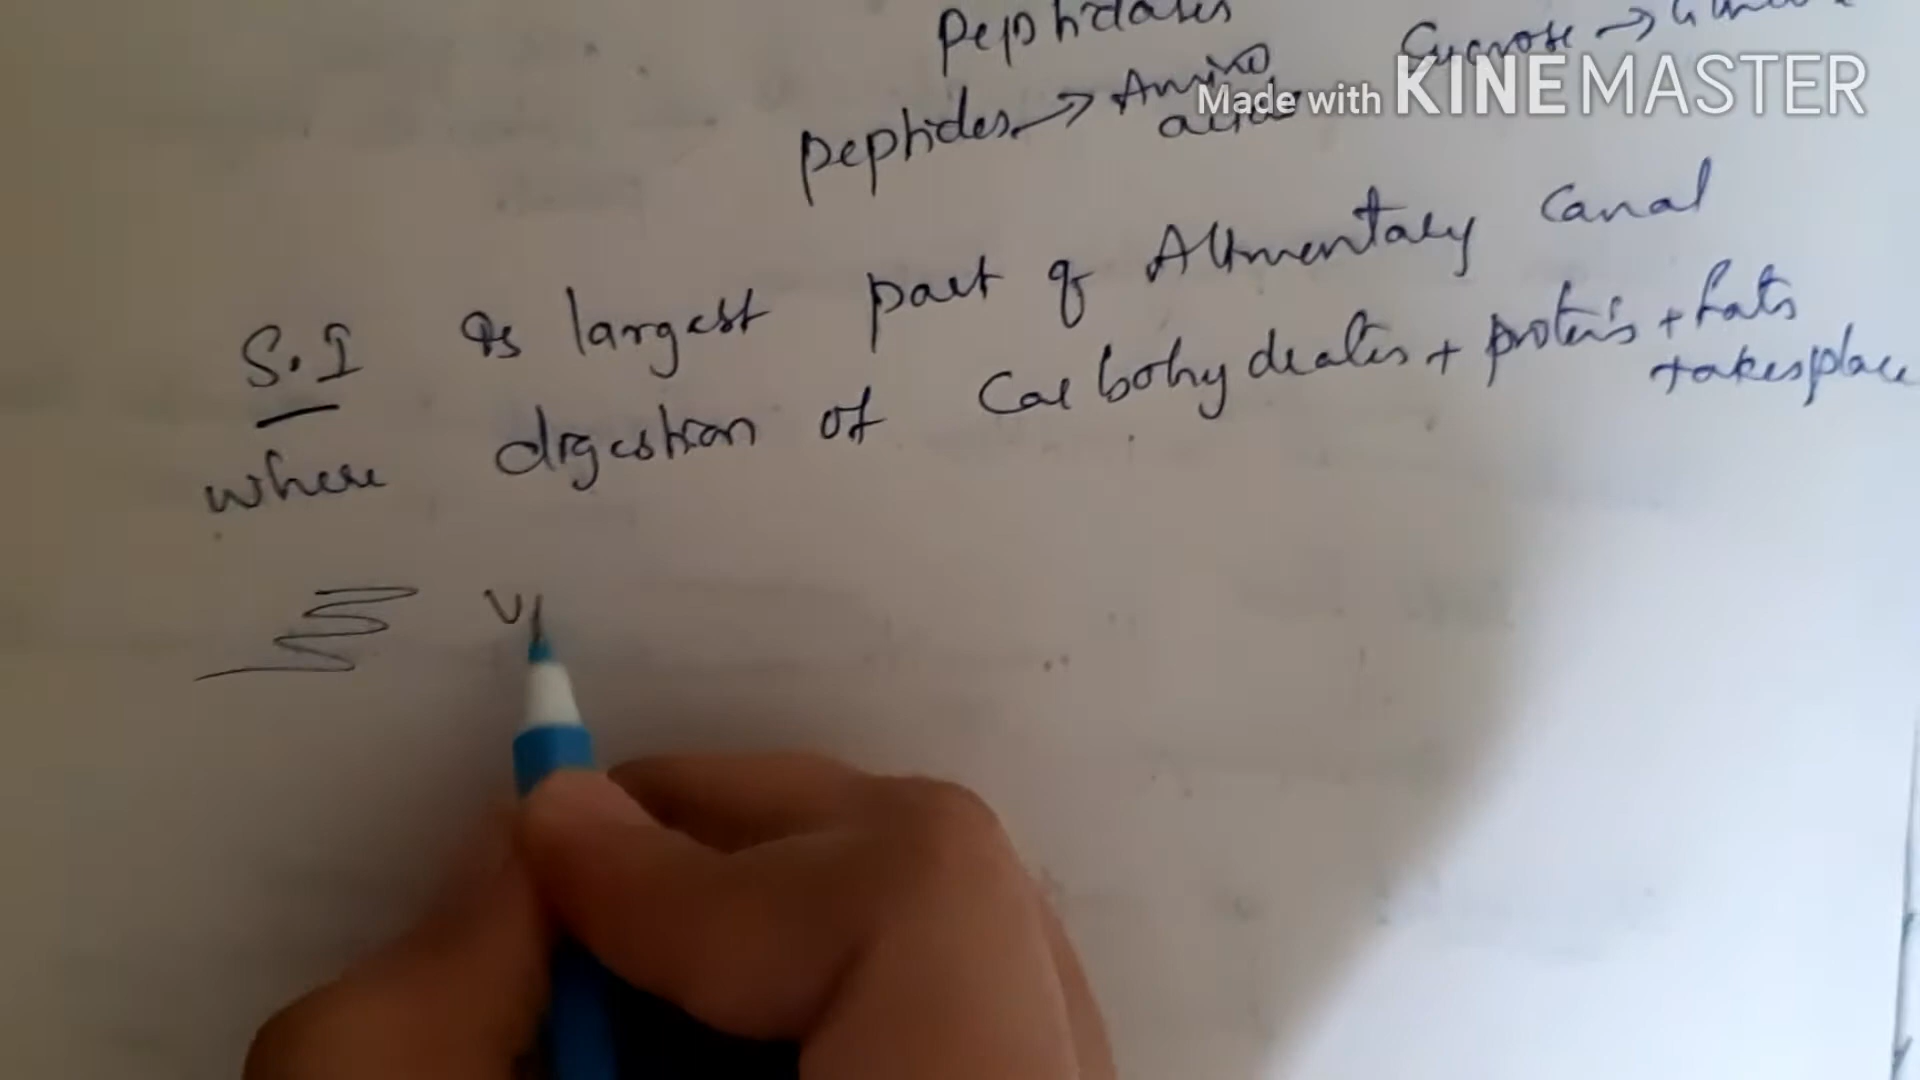 Peptidases
Sucrose →
Peptides → Amino acids
Made with KINEMASTER
S.I is largest part of Alimentary Canal
where digestion of Carbohydrates + proteins + fats
takesplace